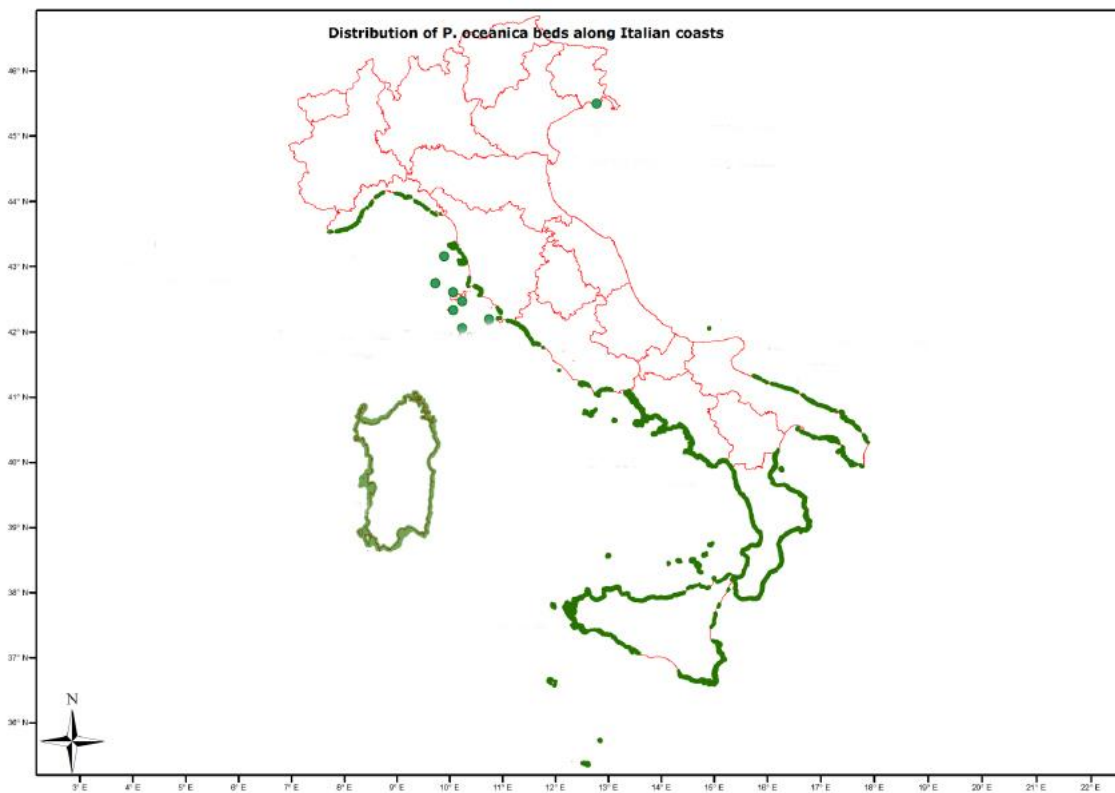 Distribution of P. oceanica beds along Italian coasts
46° N
45° N
44° N
43° N
42° N
41° N
40° N
39° N
38° N
37° N
36° N
N
3° E 4° E 5° E 6° E 7° E 8° E 9° E 10° E 11° E 12° E 13° E 14° E 15° E 16° E 17° E 18° E 19° E 20° E 21° E 22° E